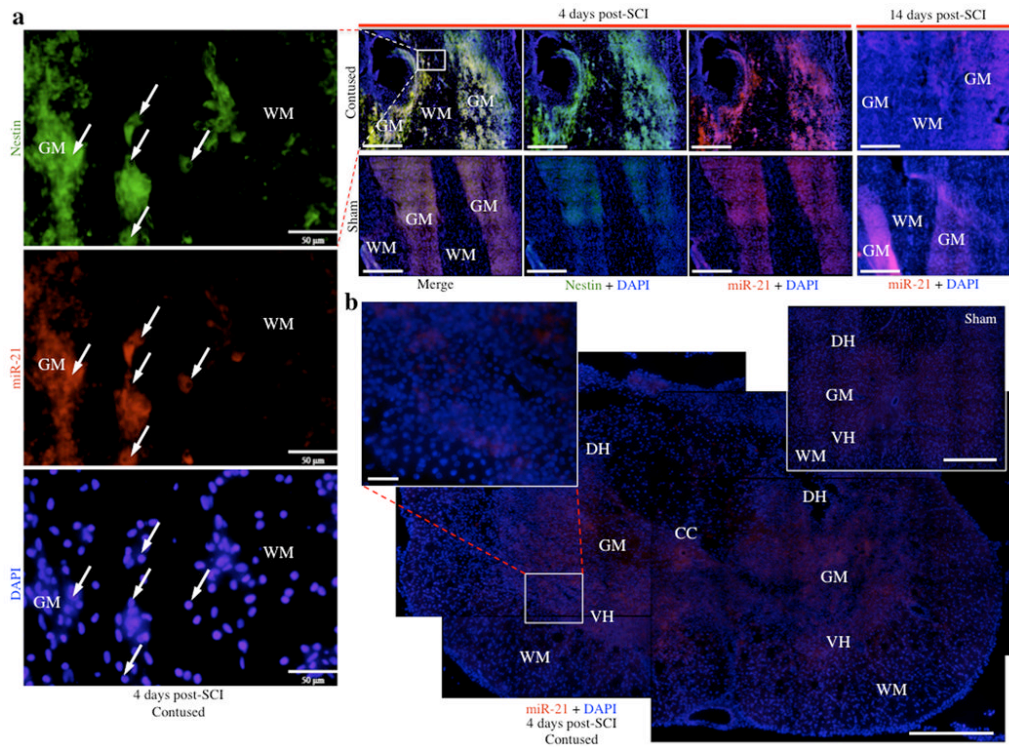 a
4 days post-SCI
14 days post-SCI
Nestin
GM
WM
50 µm
miR-21
GM
WM
50 µm
DAPI
GM
WM
50 µm
4 days post-SCI
Contused
Contused
GM
WM
GM
GM
WM
GM
Sham
WM
GM
WM
GM
GM
WM
GM
Merge
Nestin + DAPI
miR-21 + DAPI
miR-21 + DAPI
b
Sham
DH
GM
VH
WM
DH
DH
CC
GM
GM
VH
VH
WM
WM
miR-21 + DAPI
4 days post-SCI
Contused